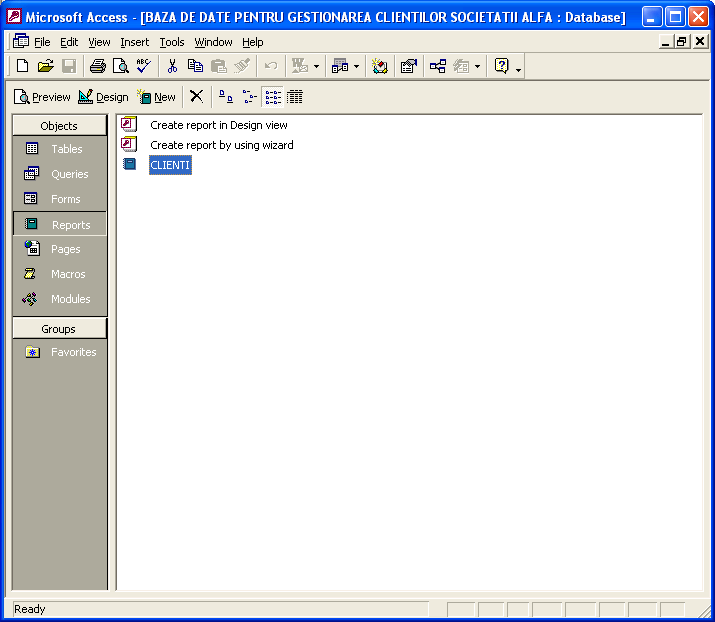 Microsoft Access - [BAZA DE DATE PENTRU GESTIONAREA CLIENTILOR SOCIETATII ALFA : Database]
File Edit View Insert Tools Window Help
Preview Design New
Objects
Tables
Queries
Forms
Reports
Pages
Macros
Modules
Groups
Favorites
Create report in Design view
Create report by using wizard
CLIENTI
Ready